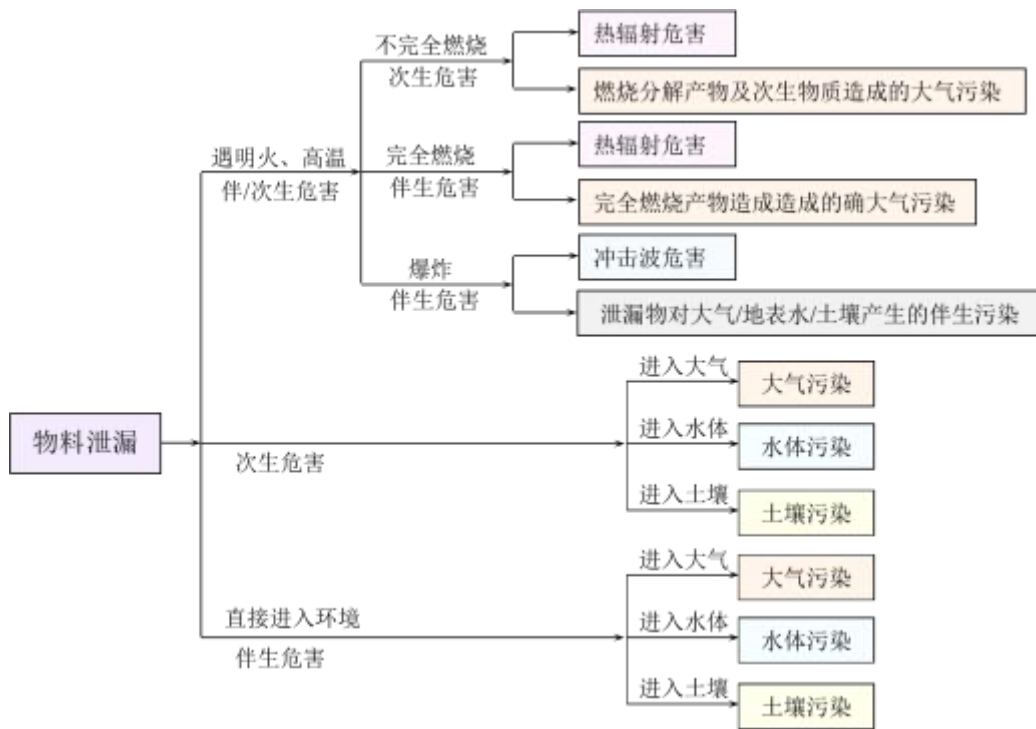 不完全燃烧
次生危害
热辐射危害
燃烧分解产物及次生物质造成的大气污染
遇明火、高温
伴/次生危害
完全燃烧
伴生危害
热辐射危害
完全燃烧产物造成造成的确大气污染
爆炸
伴生危害
冲击波危害
泄漏物对大气/地表水/土壤产生的伴生污染
物料泄漏
次生危害
进入大气
大气污染
进入水体
水体污染
进入土壤
土壤污染
直接进入环境
伴生危害
进入大气
大气污染
进入水体
水体污染
进入土壤
土壤污染